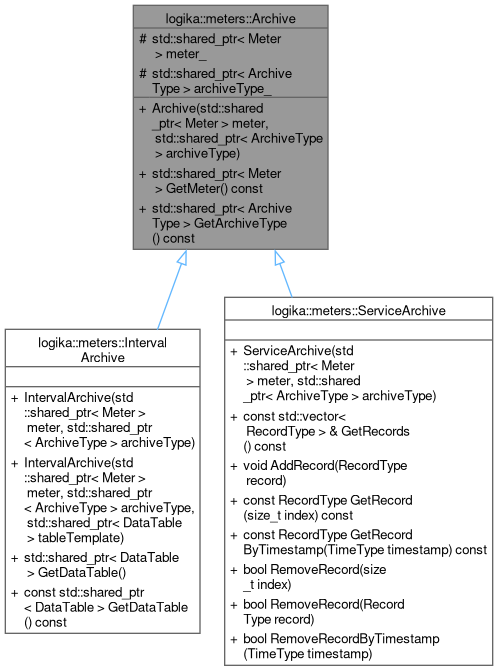 logika::meters::Archive
# std::shared_ptr< Meter
> meter_
# std::shared_ptr< Archive
Type > archiveType_
+ Archive(std::shared
_ptr< Meter > meter,
std::shared_ptr< ArchiveType
> archiveType)
+ std::shared_ptr< Meter
> GetMeter() const
+ std::shared_ptr< Archive
Type > GetArchiveType
() const
logika::meters::Interval
Archive
+ IntervalArchive(std
::shared_ptr< Meter >
meter, std::shared_ptr
< ArchiveType > archiveType)
+ IntervalArchive(std
::shared_ptr< Meter >
meter, std::shared_ptr
< ArchiveType > archiveType,
std::shared_ptr< DataTable
> tableTemplate)
+ std::shared_ptr< DataTable
> GetDataTable()
+ const std::shared_ptr
< DataTable > GetDataTable
() const
logika::meters::ServiceArchive
+ ServiceArchive(std
::shared_ptr< Meter
> meter, std::shared
_ptr< ArchiveType > archiveType)
+ const std::vector<
RecordType > & GetRecords
() const
+ void AddRecord(RecordType
record)
+ const RecordType GetRecord
(size_t index) const
+ const RecordType GetRecord
ByTimestamp(TimeType timestamp) const
+ bool RemoveRecord(size
_t index)
+ bool RemoveRecord(Record
Type record)
+ bool RemoveRecordByTimestamp
(TimeType timestamp)